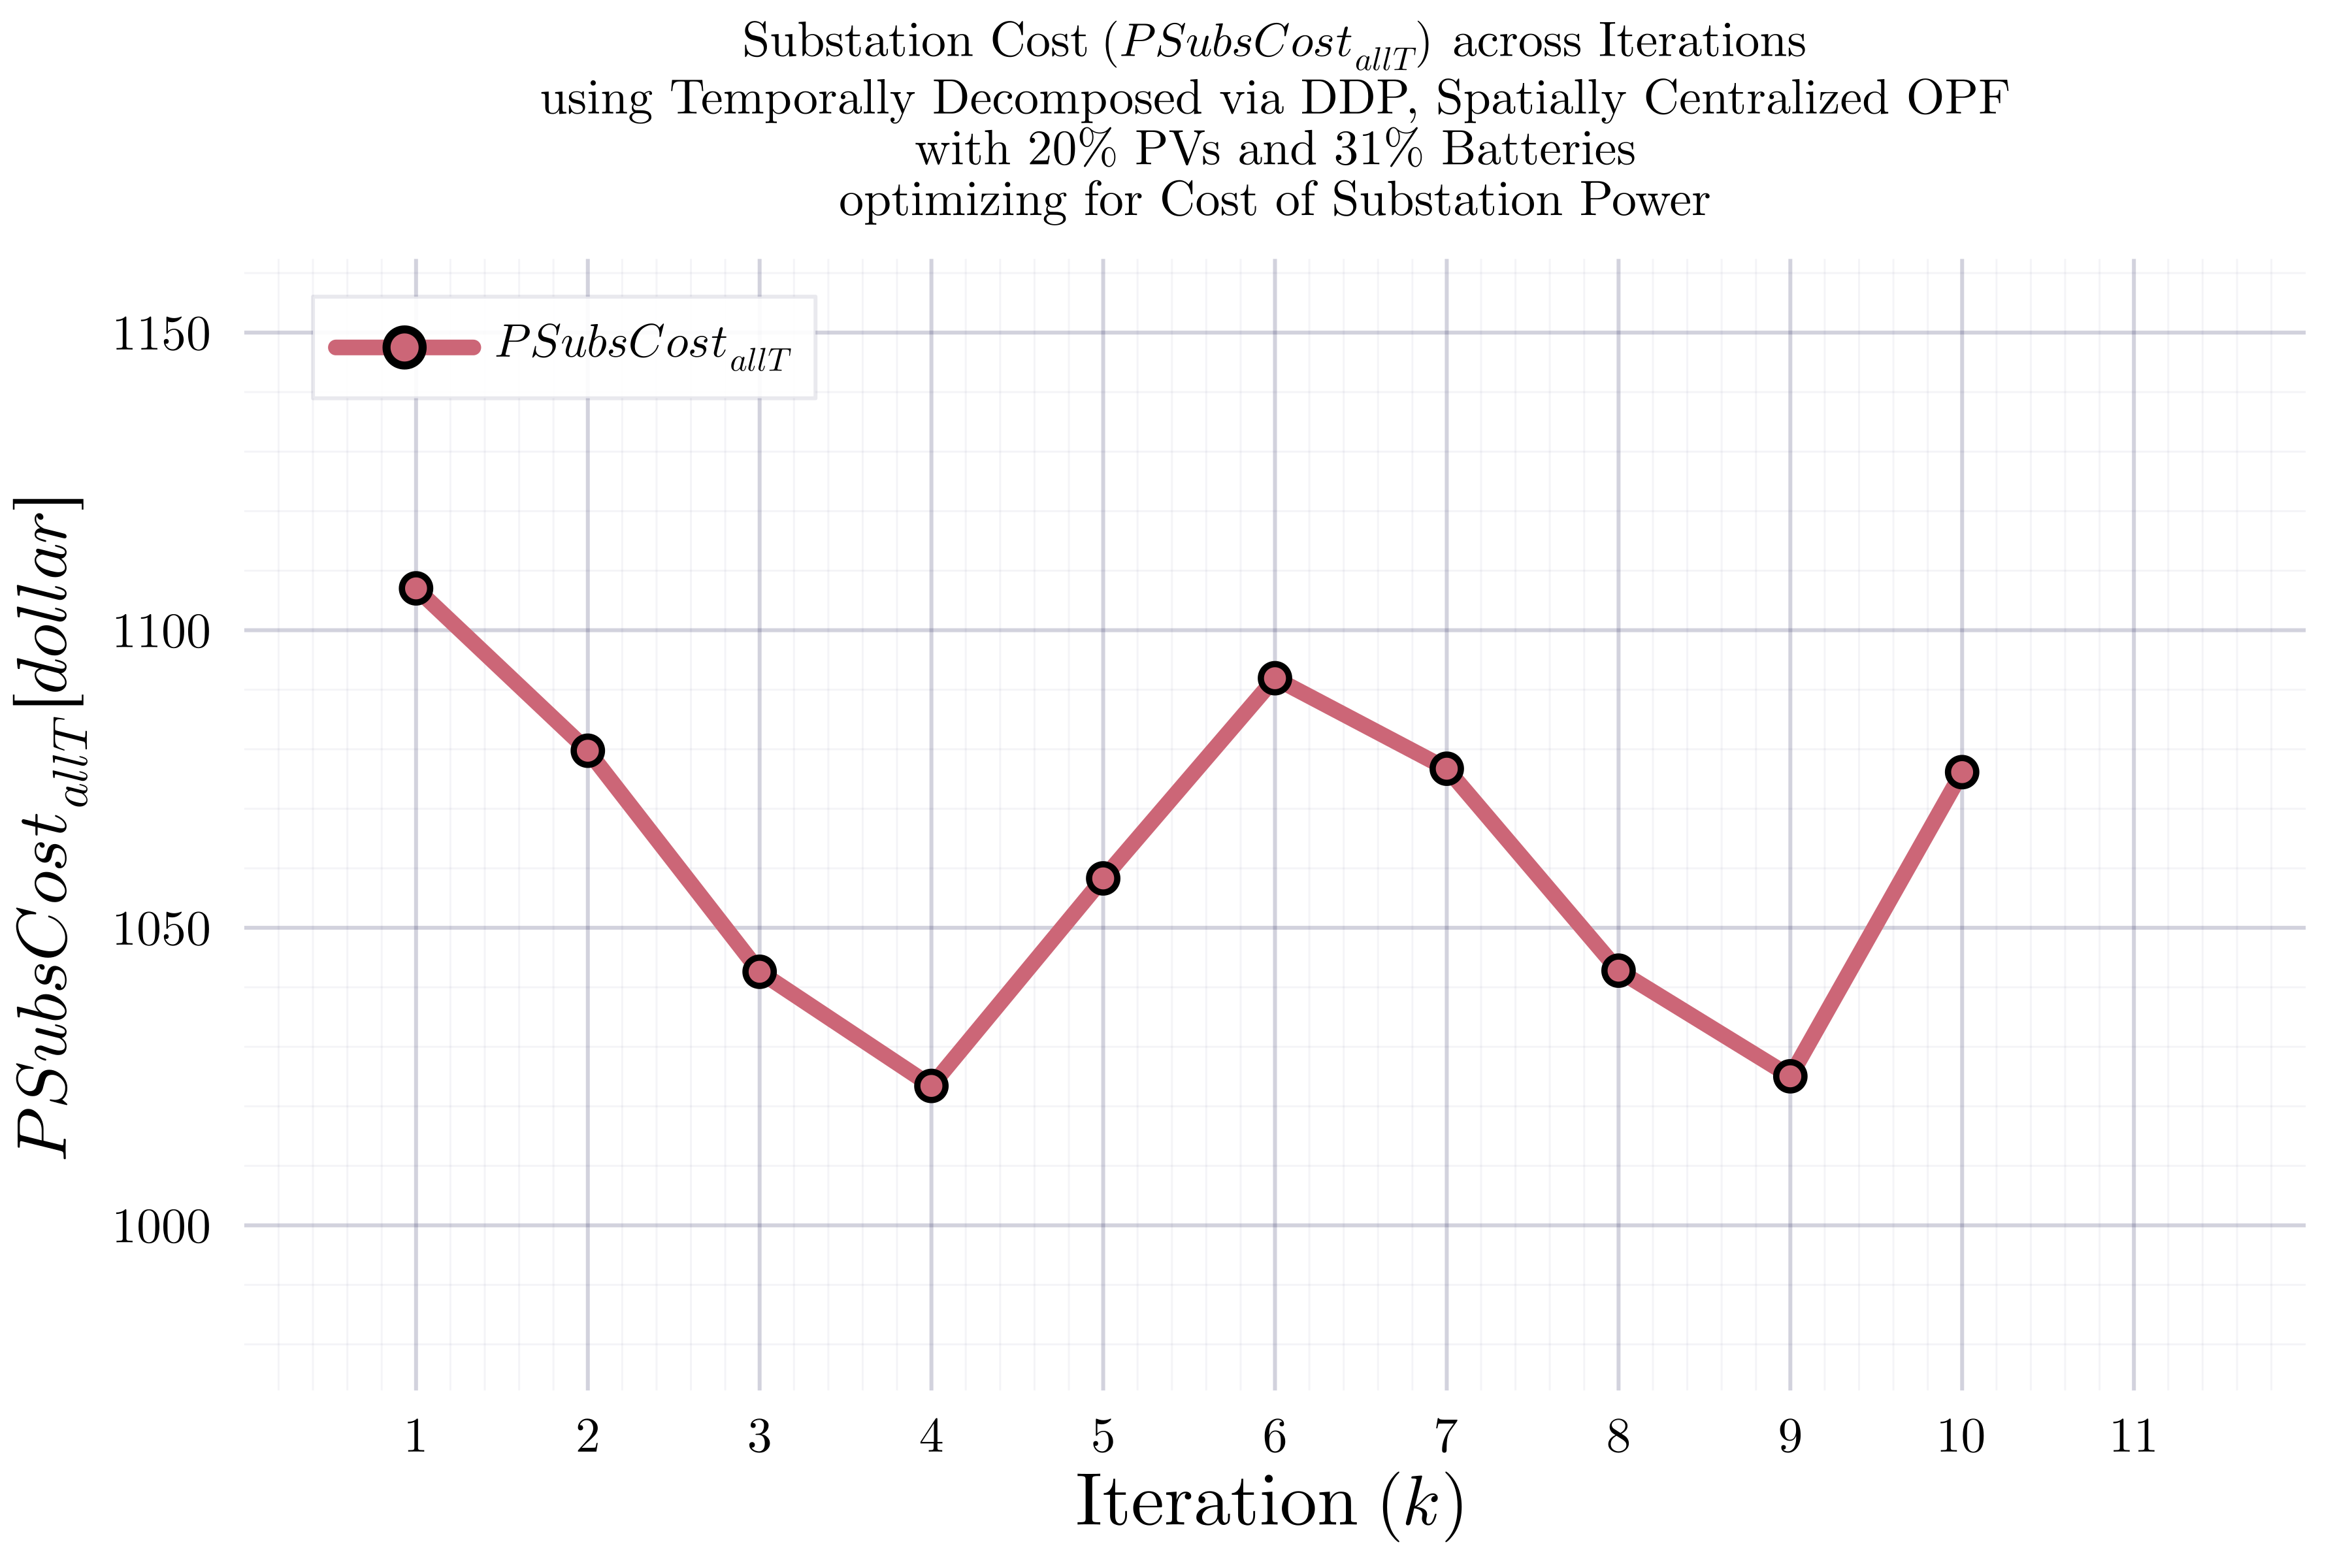 Substation Cost (PSubsCost_allT) across Iterations
using Temporally Decomposed via DDP, Spatially Centralized OPF
with 20% PVs and 31% Batteries
optimizing for Cost of Substation Power
PSubsCost_allT
PSubsCost_allT[dollar]
1150
1100
1050
1000
1 2 3 4 5 6 7 8 9 10 11
Iteration (k)